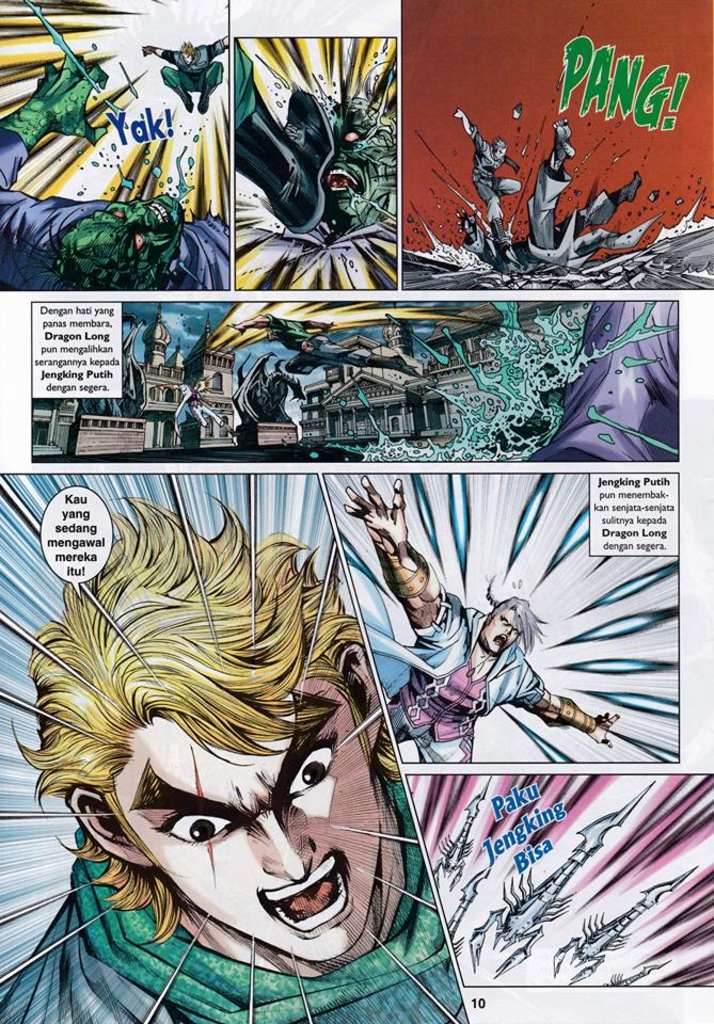 Yak!
PANG!
Dengan hati yang
panas membara,
Dragon Long
pun mengalihkan
serangannya kepada
Jengking Putih
dengan segera.
Kau
yang
sedang
mengawal
mereka
itu!
Jengking Putih
pun menembak-
kan senjata-senjata
sulitnya kepada
Dragon Long
dengan segera.
Paku
Jengking
Bisa
10